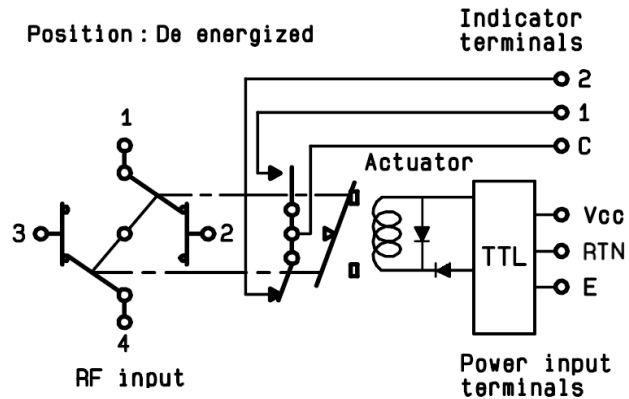 Position : De energized
Indicator
terminals
2
1
C
1
Actuator
3
2
Vcc
TTL
RTN
E
4
RF input
Power input
terminals